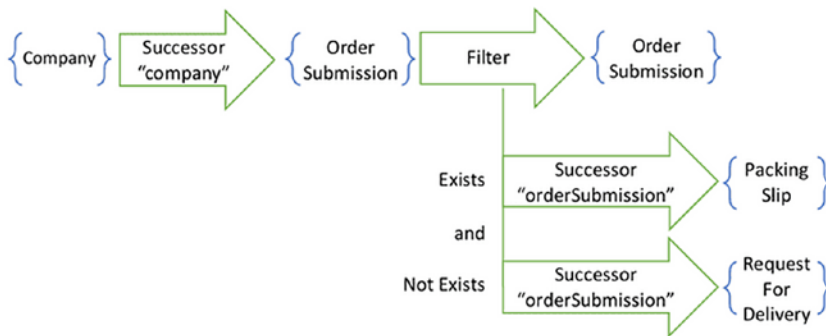 {Company}
Successor
"company"
{Order
Submission}
Filter
{Order
Submission}
Exists
Successor
"orderSubmission"
{Packing
Slip}
and
Not Exists
Successor
"orderSubmission"
{Request
For
Delivery}